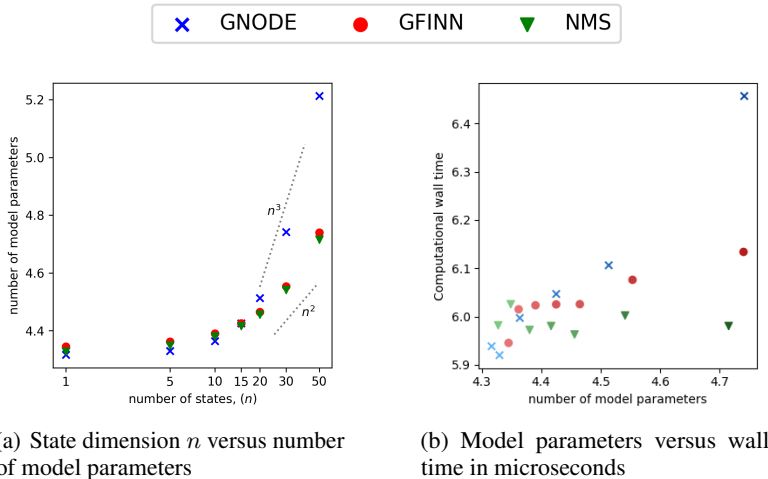 GNODE GFINN NMS
number of model parameters
5.2
5.0
4.8
4.6
4.4
n³
n²
1 5 10 15 20 30 50
number of states, (n)
Computational wall time
6.4
6.3
6.2
6.1
6.0
5.9
4.3 4.4 4.5 4.6 4.7
number of model parameters
a) State dimension n versus number
of model parameters
(b) Model parameters versus wall
time in microseconds